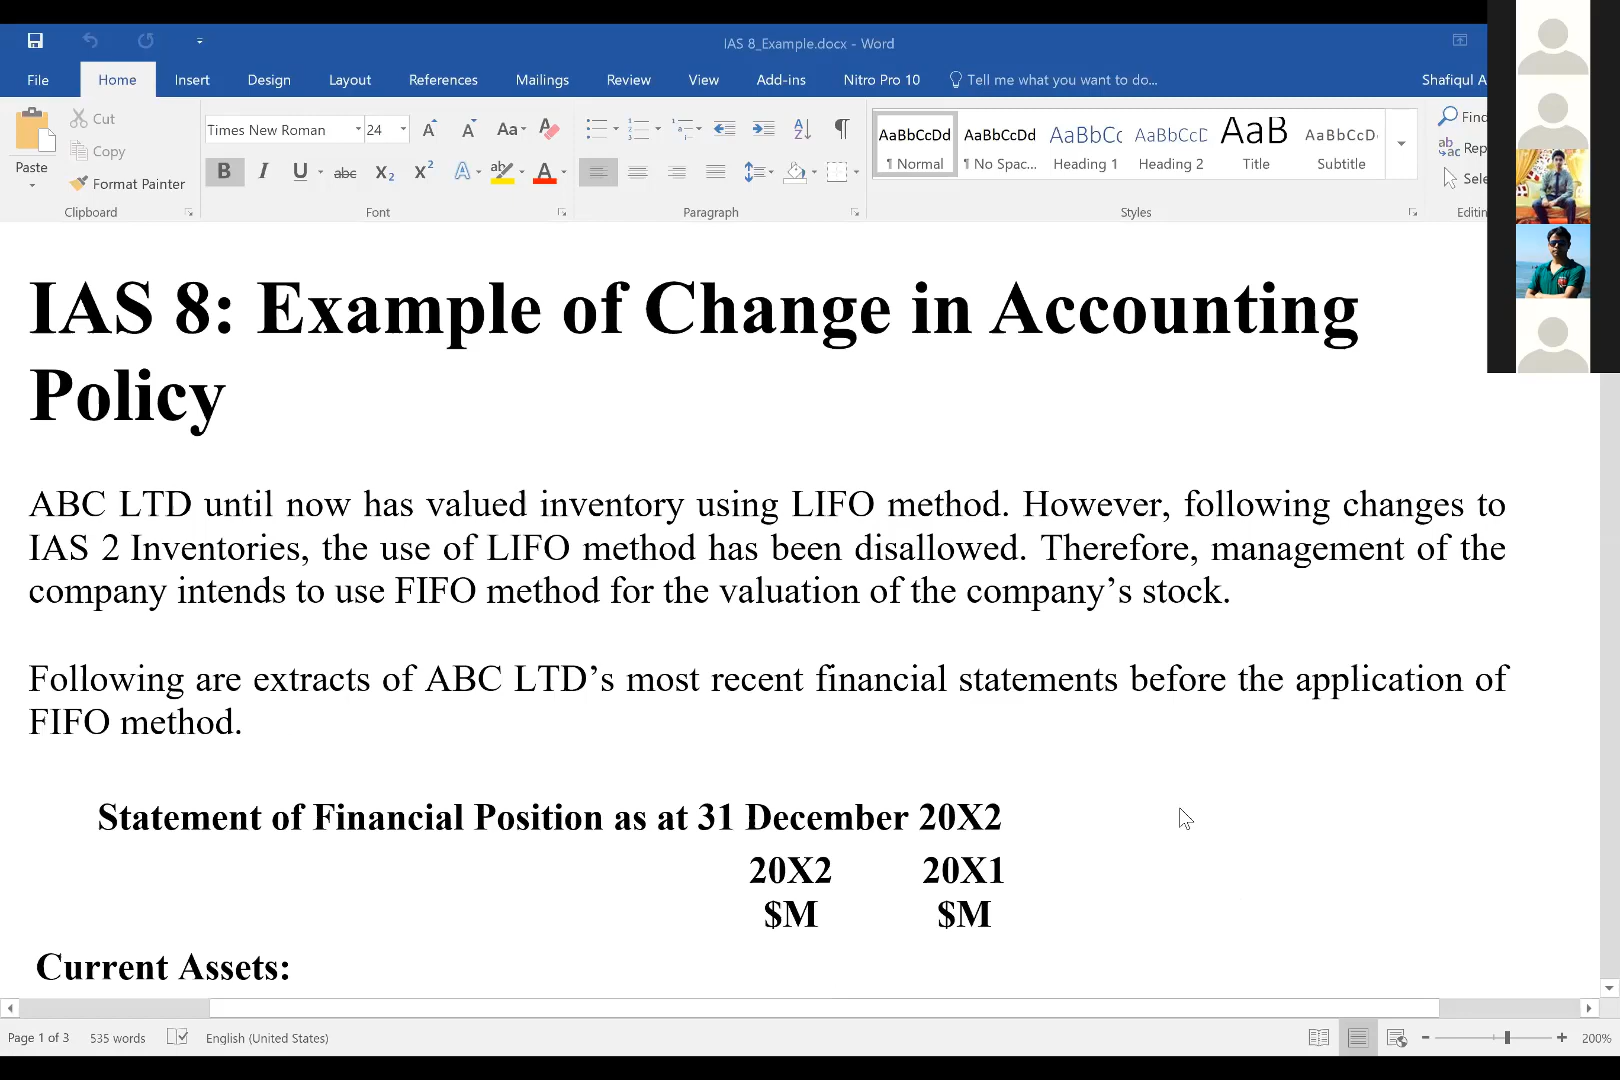 IAS 8_Example.docx - Word
File Home Insert Design Layout References Mailings Review View Add-ins Nitro Pro 10 Tell me what you want to do... Shafiqul A
Paste
Cut
Copy
Format Painter
Clipboard
Times New Roman 24
Font
Paragraph
AaBbCcDd AaBbCcDd AaBbCc AaBbCcD AaB AaBbCcD
¶ Normal ¶ No Spac... Heading 1 Heading 2 Title Subtitle
Styles
Find
Rep
Sele
Editin
IAS 8: Example of Change in Accounting
Policy
ABC LTD until now has valued inventory using LIFO method. However, following changes to
IAS 2 Inventories, the use of LIFO method has been disallowed. Therefore, management of the
company intends to use FIFO method for the valuation of the company’s stock.
Following are extracts of ABC LTD’s most recent financial statements before the application of
FIFO method.
Statement of Financial Position as at 31 December 20X2
20X2 20X1
$M $M
Current Assets:
Page 1 of 3 535 words English (United States) 200%